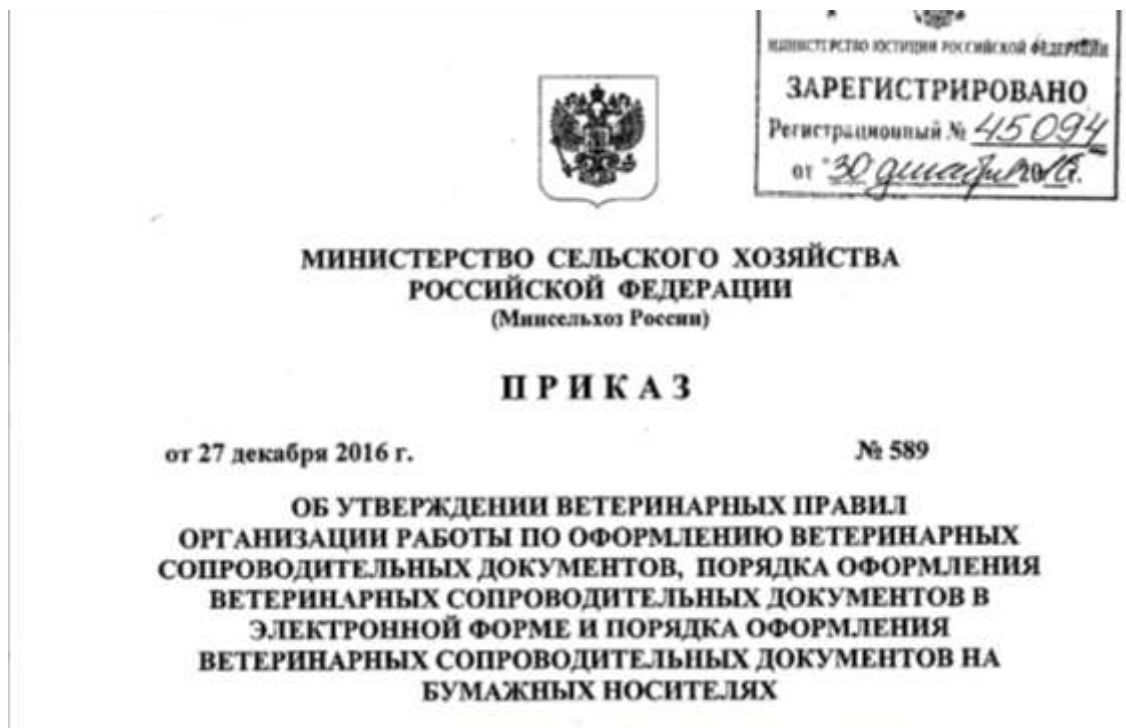 МИНИСТЕРСТВО ЮСТИЦИИ РОССИЙСКОЙ ФЕДЕРАЦИИ
ЗАРЕГИСТРИРОВАНО
Регистрационный № 45094
от "30 декабря 2016г.
МИНИСТЕРСТВО СЕЛЬСКОГО ХОЗЯЙСТВА
РОССИЙСКОЙ ФЕДЕРАЦИИ
(Минсельхоз России)
ПРИКАЗ
от 27 декабря 2016 г. № 589
ОБ УТВЕРЖДЕНИИ ВЕТЕРИНАРНЫХ ПРАВИЛ
ОРГАНИЗАЦИИ РАБОТЫ ПО ОФОРМЛЕНИЮ ВЕТЕРИНАРНЫХ
СОПРОВОДИТЕЛЬНЫХ ДОКУМЕНТОВ, ПОРЯДКА ОФОРМЛЕНИЯ
ВЕТЕРИНАРНЫХ СОПРОВОДИТЕЛЬНЫХ ДОКУМЕНТОВ В
ЭЛЕКТРОННОЙ ФОРМЕ И ПОРЯДКА ОФОРМЛЕНИЯ
ВЕТЕРИНАРНЫХ СОПРОВОДИТЕЛЬНЫХ ДОКУМЕНТОВ НА
БУМАЖНЫХ НОСИТЕЛЯХ